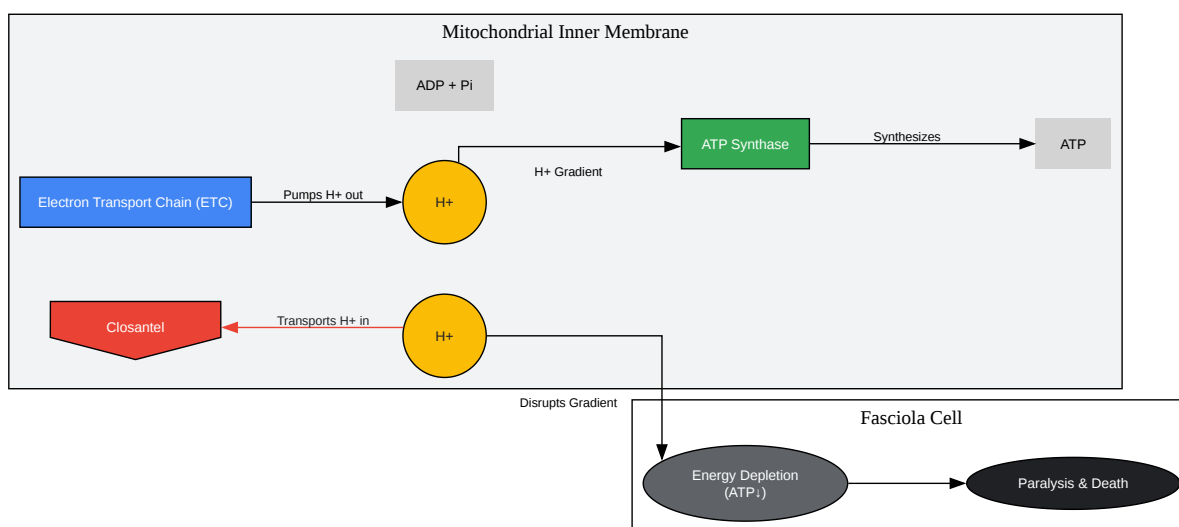 Mitochondrial Inner Membrane
ADP + Pi
ATP Synthase
Synthesizes
ATP
H+ Gradient
Electron Transport Chain (ETC)
Pumps H+ out
H+
Closantel
Transports H+ in
H+
Disrupts Gradient
Fasciola Cell
Energy Depletion
(ATP↓)
Paralysis & Death